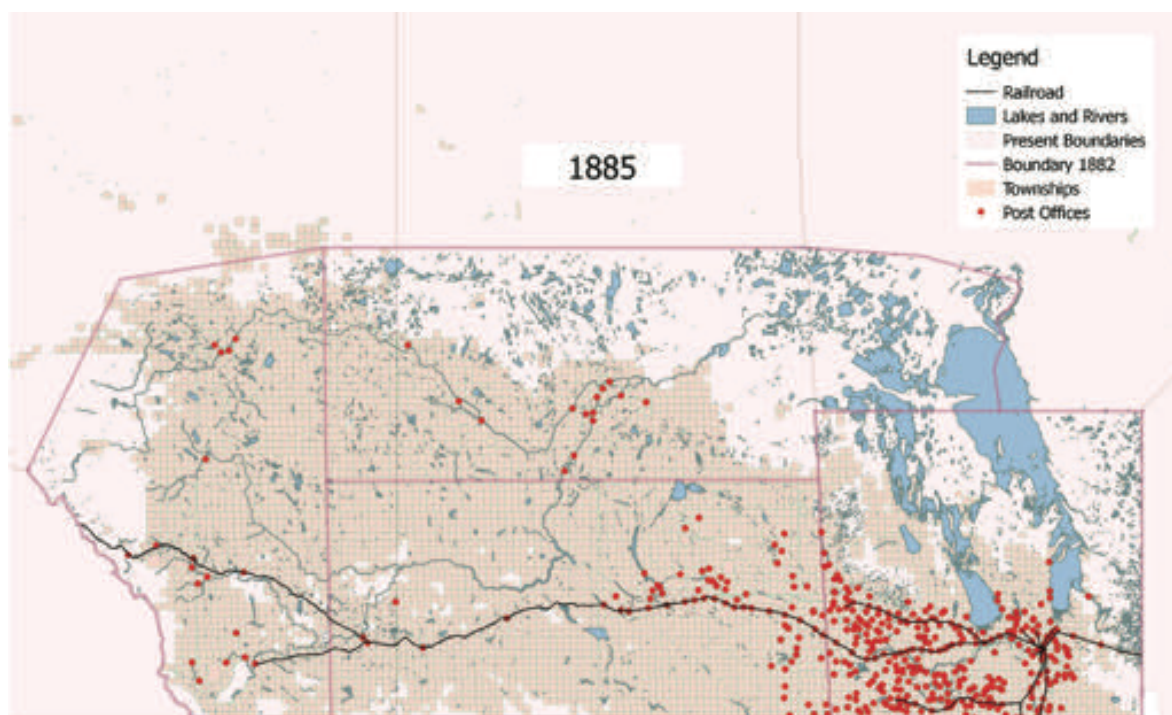 1885
Legend
Railroad
Lakes and Rivers
Present Boundaries
Boundary 1882
Townships
Post Offices